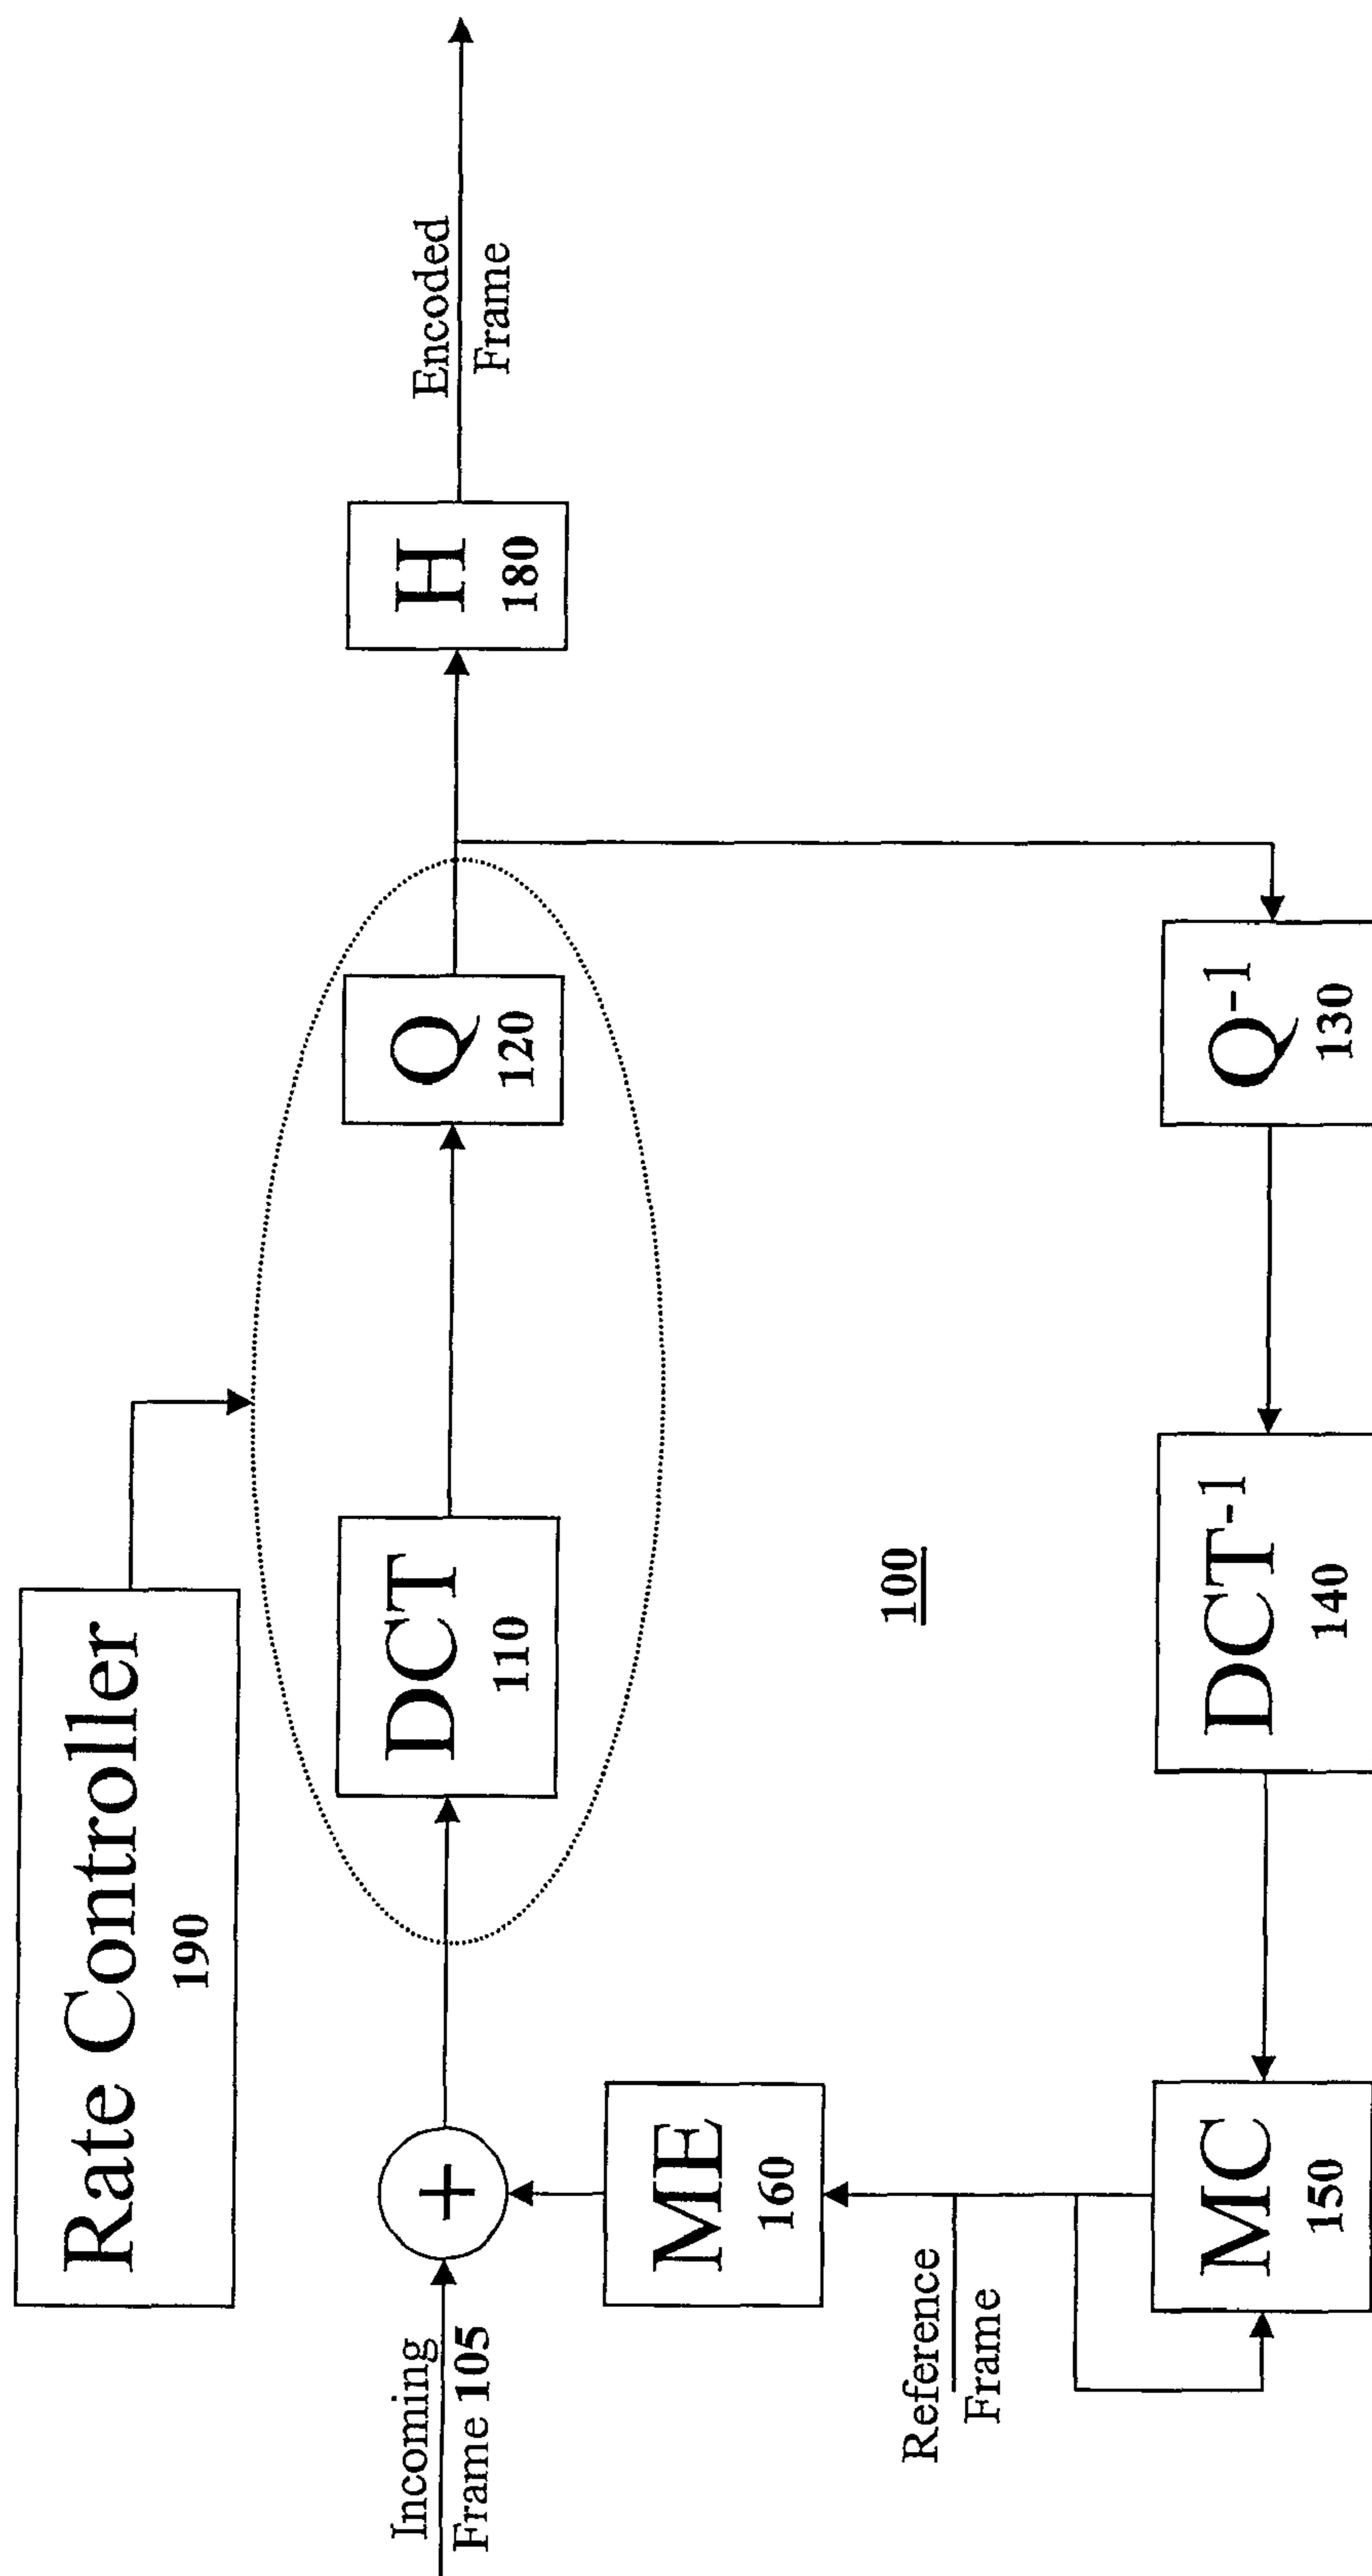 Rate Controller
190
Incoming
Frame 105
+
DCT
110
Q
120
H
180
Encoded
Frame
ME
160
100
Reference
Frame
MC
150
DCT-1
140
Q-1
130